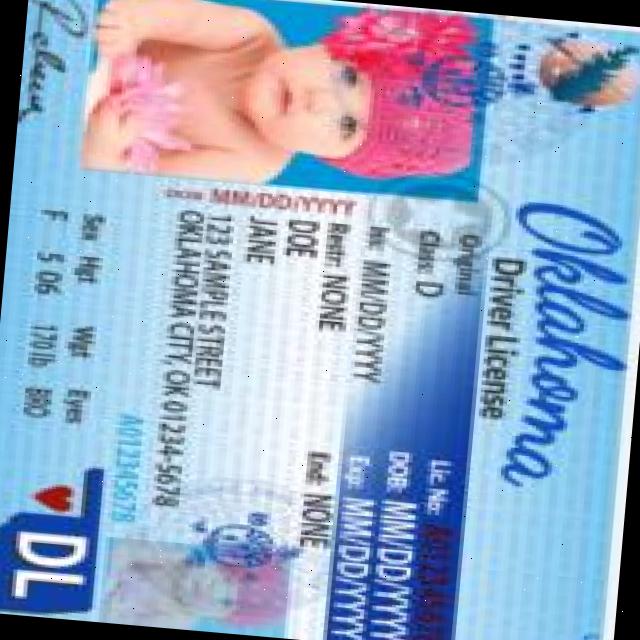 Oklahoma
Driver License
Original
Class: D
Lic. No:
DOB: MM/DD/YYYY
Iss: MM/DD/YYYY
Exp: MM/DD/YYYY
Restr: NONE
End: NONE
DOE
JANE
123 SAMPLE STREET
OKLAHOMA CITY, OK 01234-5678
MM/DD/YYYY
A012345678
Sex Hgt Wgt Eyes
F 5 06 170 lb BRO
DL